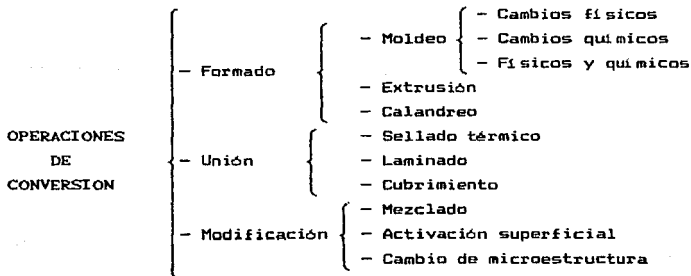 - Cambios físicos
- Moldeo
- Cambios químicos
- Físicos y químicos
- Formado
- Extrusión
- Calandreo
OPERACIONES
DE
CONVERSION
- Sellado térmico
- Unión
- Laminado
- Cubrimiento
- Mezclado
- Modificación
- Activación superficial
- Cambio de microestructura